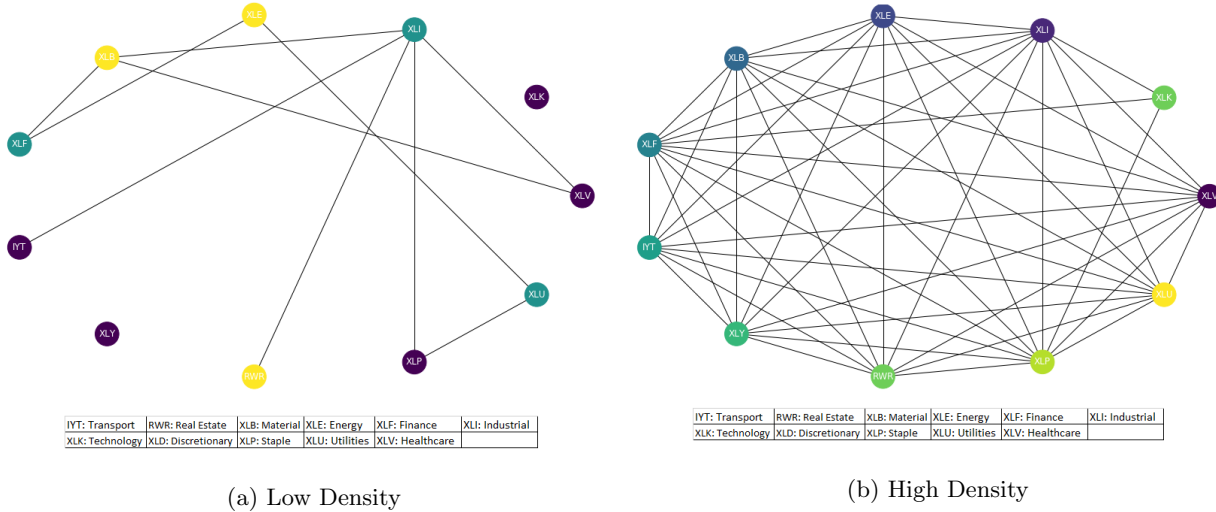 XLE
XLI
XLB
XLK
XLF
XLV
IYT
XLU
XLY
XLP
RWR
IYT: Transport RWR: Real Estate XLB: Material XLE: Energy XLF: Finance XLI: Industrial
XLK: Technology XLD: Discretionary XLP: Staple XLU: Utilities XLV: Healthcare
(a) Low Density
XLE
XLI
XLB
XLK
XLF
XLV
IYT
XLU
XLY
XLP
RWR
IYT: Transport RWR: Real Estate XLB: Material XLE: Energy XLF: Finance XLI: Industrial
XLK: Technology XLD: Discretionary XLP: Staple XLU: Utilities XLV: Healthcare
(b) High Density